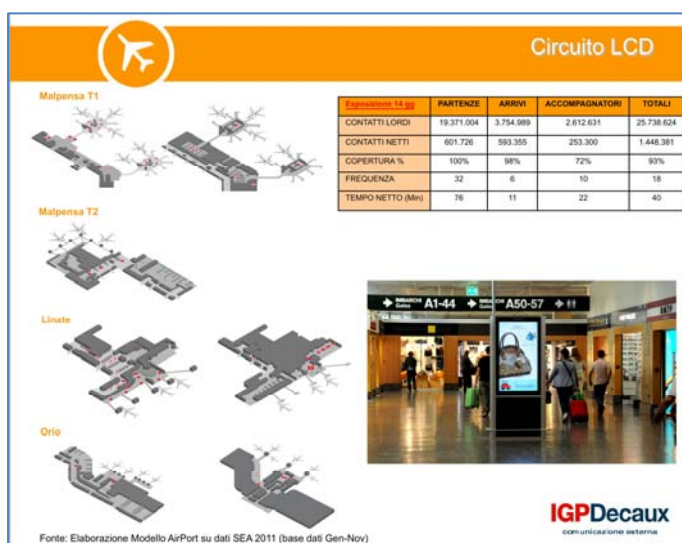 Circuito LCD
Malpensa T1
Esposizione 14 gg PARTENZE ARRIVI ACCOMPAGNATORI TOTALI
CONTATTI LORDI 19.371.004 3.754.989 2.612.631 25.738.624
CONTATTI NETTI 601.726 593.355 253.300 1.448.381
COPERTURA % 100% 98% 72% 93%
FREQUENZA 32 6 10 18
TEMPO NETTO (Min) 76 11 22 40
Malpensa T2
Linate
IMBARCHI Gates A1-44 IMBARCHI Gates A50-57
Orio
IGPDecaux
comunicazione esterna
Fonte: Elaborazione Modello AirPort su dati SEA 2011 (base dati Gen-Nov)